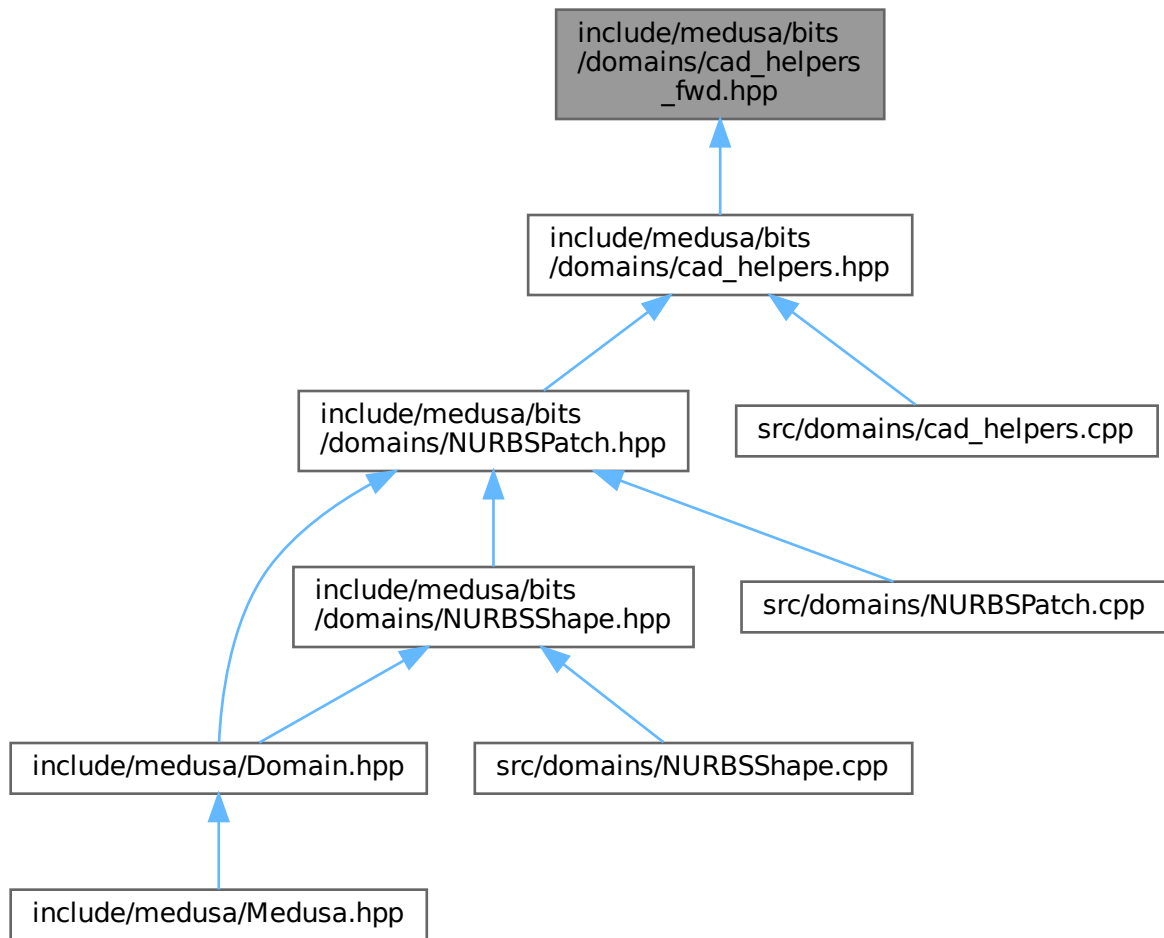 include/medusa/bits
/domains/cad_helpers
_fwd.hpp
include/medusa/bits
/domains/cad_helpers.hpp
include/medusa/bits
/domains/NURBSPatch.hpp
src/domains/cad_helpers.cpp
include/medusa/bits
/domains/NURBSShape.hpp
src/domains/NURBSPatch.cpp
include/medusa/Domain.hpp
src/domains/NURBSShape.cpp
include/medusa/Medusa.hpp